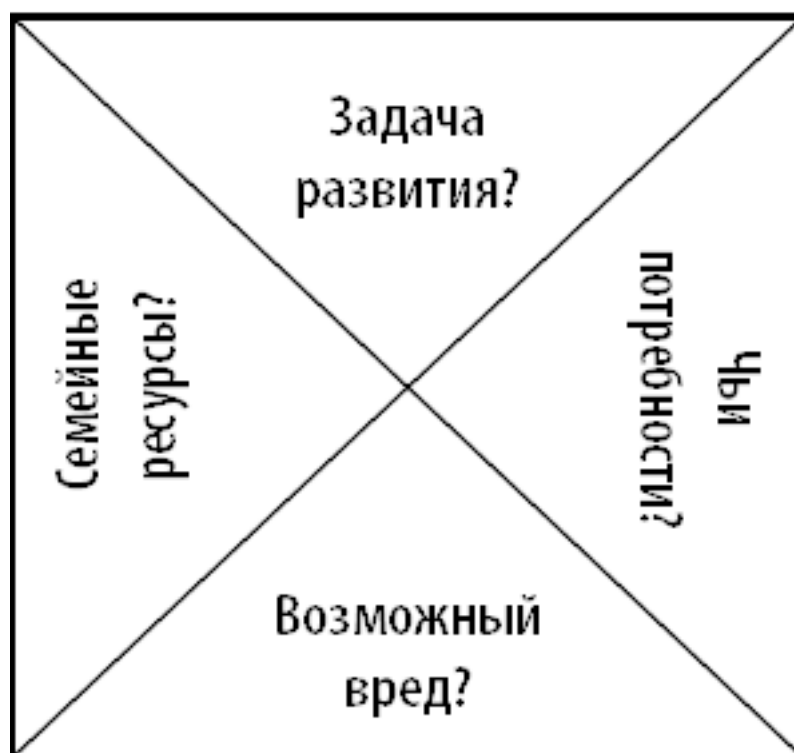 Задача
развития?
Семейные
ресурсы?
Чьи
потребности?
Возможный
вред?